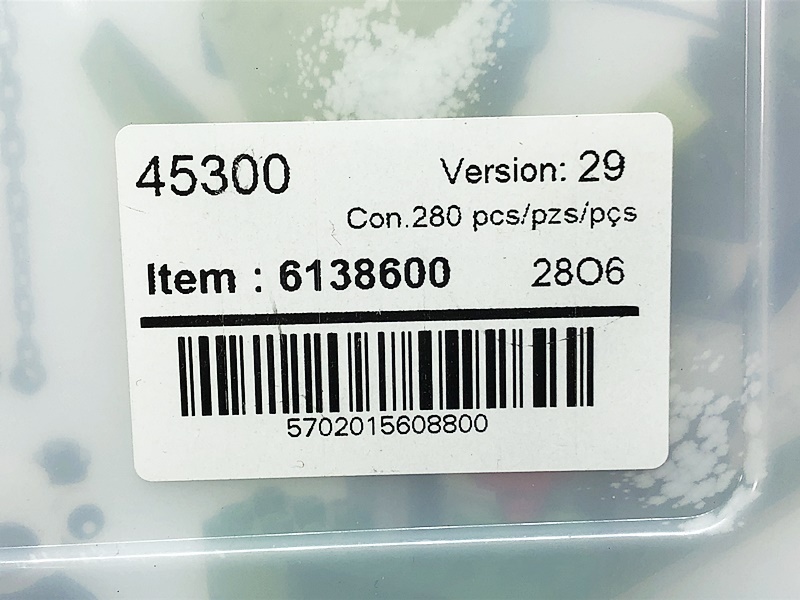 45300 Version: 29
Con.280 pcs/pzs/pçs
Item : 6138600 28O6
5702015608800